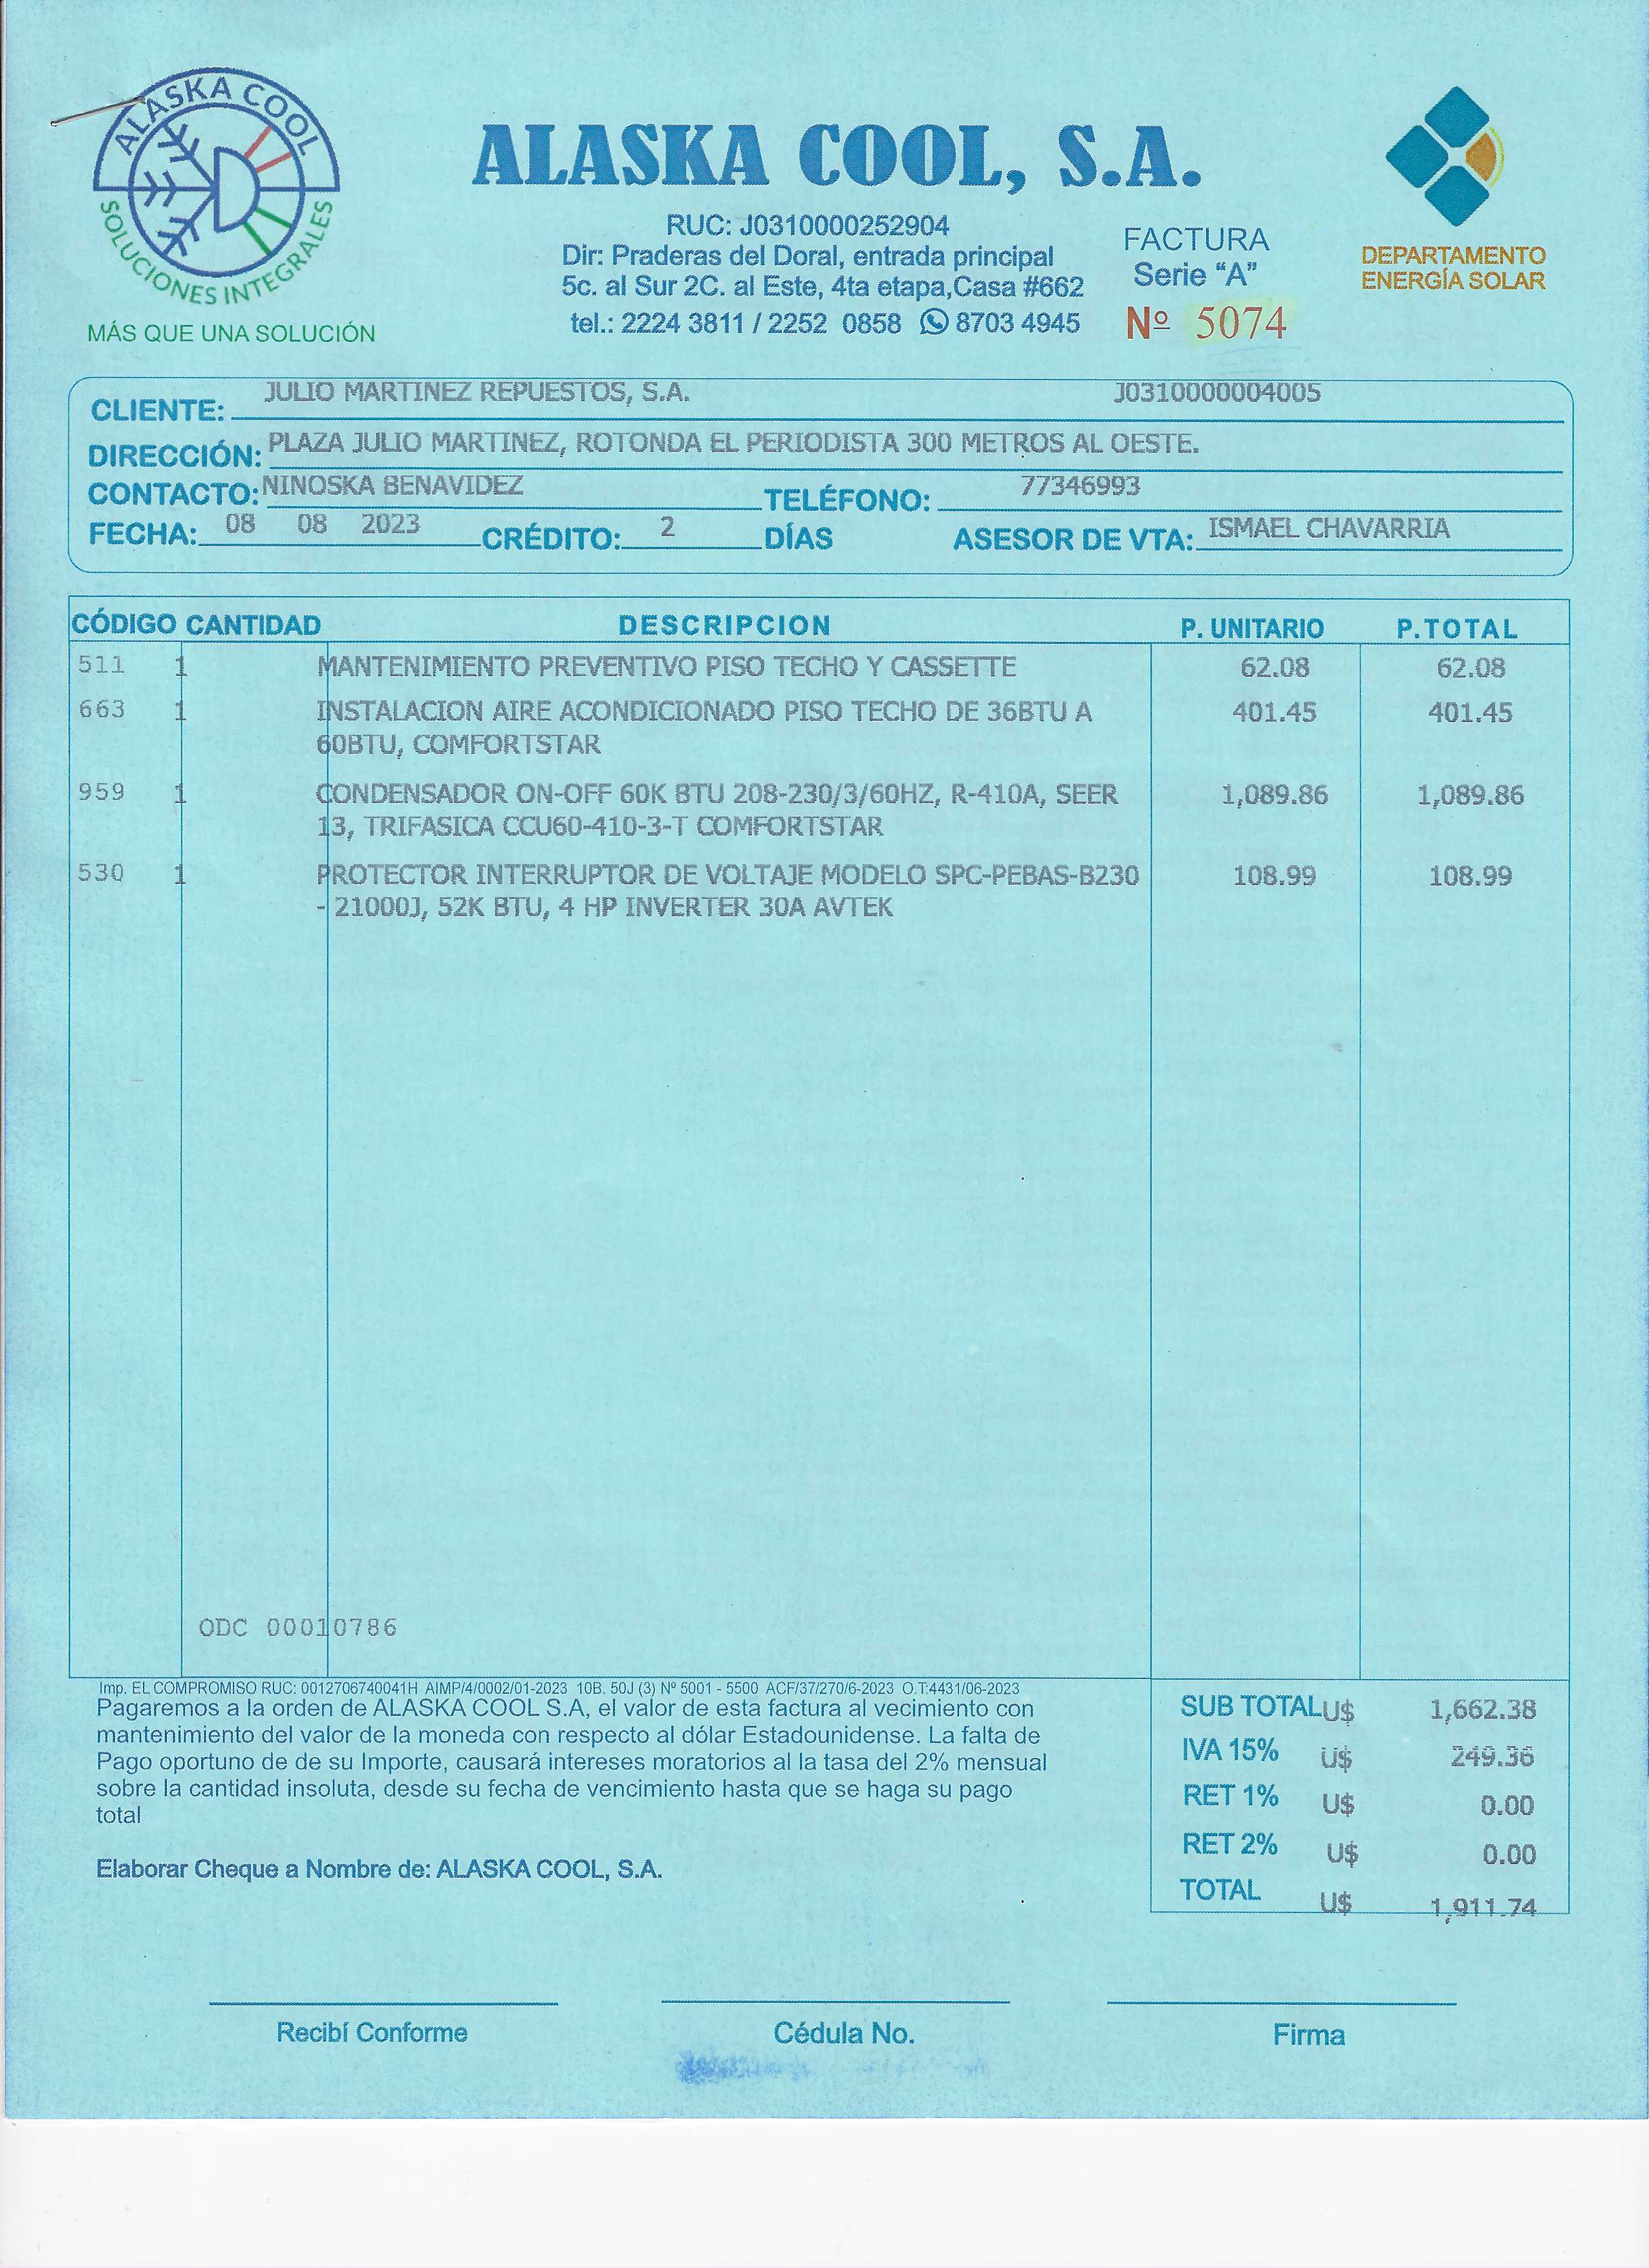 ALASKA COOL
SOLUCIONES INTEGRALES
MÁS QUE UNA SOLUCIÓN
ALASKA COOL, S.A.
RUC: J0310000252904
Dir: Praderas del Doral, entrada principal
5c. al Sur 2C. al Este, 4ta etapa,Casa #662
tel.: 2224 3811 / 2252 0858 8703 4945
FACTURA
Serie “A”
Nº 5074
DEPARTAMENTO
ENERGÍA SOLAR
CLIENTE: JULIO MARTINEZ REPUESTOS, S.A. J0310000004005
DIRECCIÓN: PLAZA JULIO MARTINEZ, ROTONDA EL PERIODISTA 300 METROS AL OESTE.
CONTACTO: NINOSKA BENAVIDEZ TELÉFONO: 77346993
FECHA: 08 08 2023 CRÉDITO: 2 DÍAS ASESOR DE VTA: ISMAEL CHAVARRIA
CÓDIGO CANTIDAD DESCRIPCION P. UNITARIO P.TOTAL
511 1 MANTENIMIENTO PREVENTIVO PISO TECHO Y CASSETTE 62.08 62.08
663 1 INSTALACION AIRE ACONDICIONADO PISO TECHO DE 36BTU A 401.45 401.45
60BTU, COMFORTSTAR
959 1 CONDENSADOR ON-OFF 60K BTU 208-230/3/60HZ, R-410A, SEER 1,089.86 1,089.86
13, TRIFASICA CCU60-410-3-T COMFORTSTAR
530 1 PROTECTOR INTERRUPTOR DE VOLTAJE MODELO SPC-PEBAS-B230 108.99 108.99
- 21000J, 52K BTU, 4 HP INVERTER 30A AVTEK
ODC 00010786
Imp. EL COMPROMISO RUC: 0012706740041H AIMP/4/0002/01-2023 10B. 50J (3) Nº 5001 - 5500 ACF/37/270/6-2023 O.T:4431/06-2023
Pagaremos a la orden de ALASKA COOL S.A, el valor de esta factura al vecimiento con
mantenimiento del valor de la moneda con respecto al dólar Estadounidense. La falta de
Pago oportuno de de su Importe, causará intereses moratorios al la tasa del 2% mensual
sobre la cantidad insoluta, desde su fecha de vencimiento hasta que se haga su pago
total
Elaborar Cheque a Nombre de: ALASKA COOL, S.A.
SUB TOTAL U$ 1,662.38
IVA 15% U$ 249.36
RET 1% U$ 0.00
RET 2% U$ 0.00
TOTAL U$ 1,911.74
Recibí Conforme Cédula No. Firma